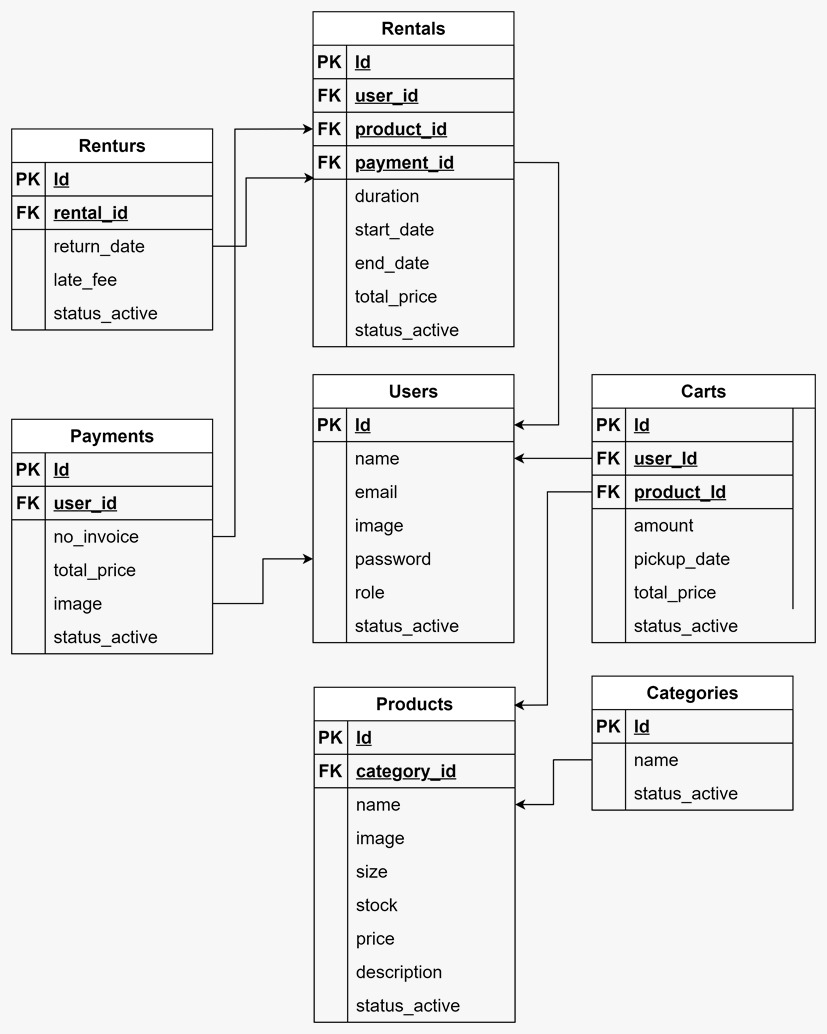 Rentals
PK Id
FK user_id
FK product_id
FK payment_id
duration
start_date
end_date
total_price
status_active
Renturs
PK Id
FK rental_id
return_date
late_fee
status_active
Users
PK Id
name
email
image
password
role
status_active
Carts
PK Id
FK user_Id
FK product_Id
amount
pickup_date
total_price
status_active
Payments
PK Id
FK user_id
no_invoice
total_price
image
status_active
Products
PK Id
FK category_id
name
image
size
stock
price
description
status_active
Categories
PK Id
name
status_active